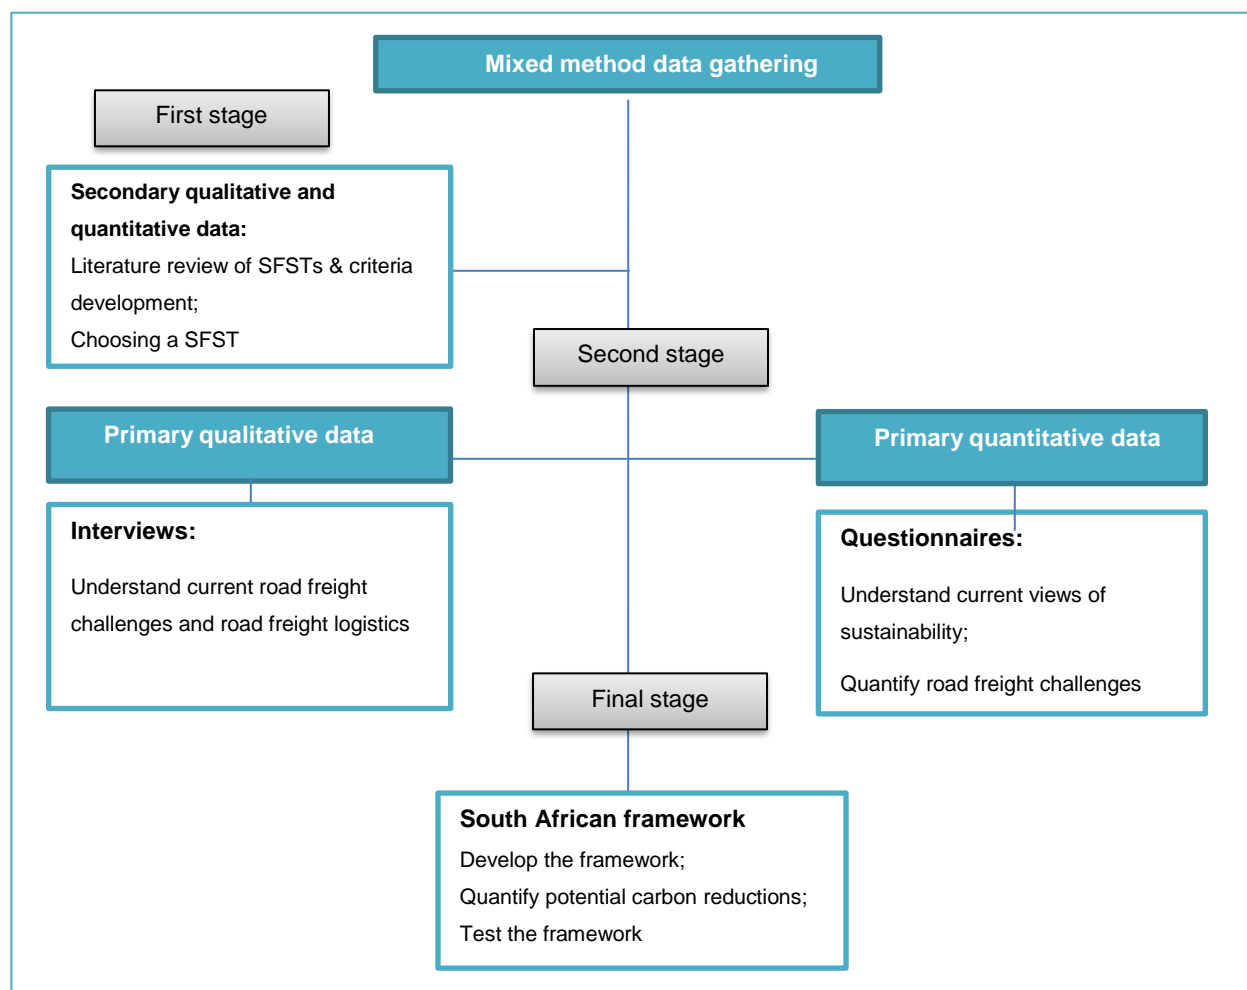 Mixed method data gathering
First stage
Secondary qualitative and
quantitative data:
Literature review of SFSTs & criteria
development;
Choosing a SFST
Second stage
Primary qualitative data
Primary quantitative data
Interviews:
Understand current road freight
challenges and road freight logistics
Questionnaires:
Understand current views of
sustainability;
Quantify road freight challenges
Final stage
South African framework
Develop the framework;
Quantify potential carbon reductions;
Test the framework